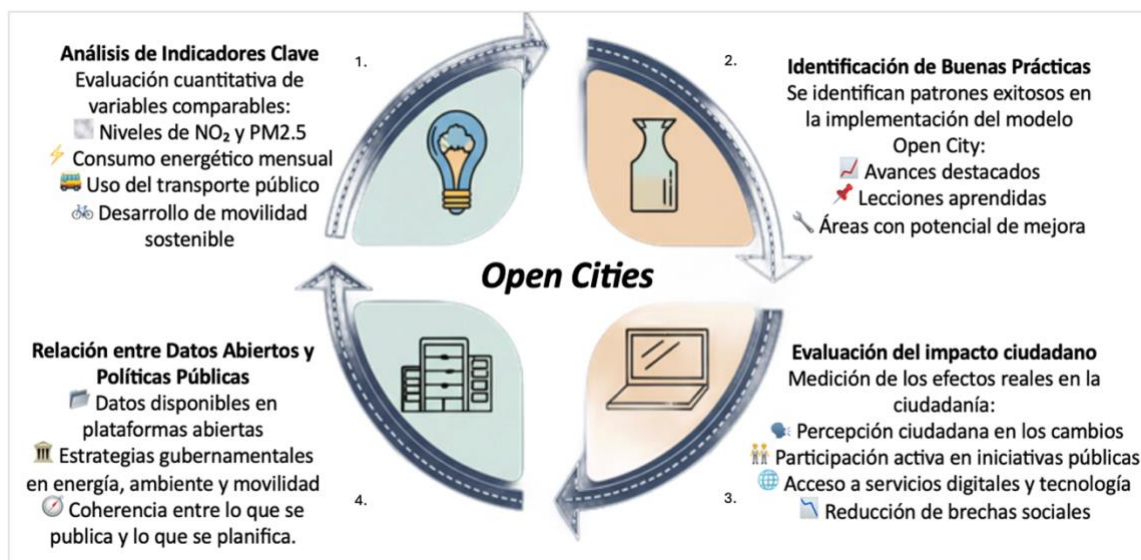 1.
Análisis de Indicadores Clave
Evaluación cuantitativa de
variables comparables:
Niveles de NO₂ y PM2.5
Consumo energético mensual
Uso del transporte público
Desarrollo de movilidad
sostenible
2.
Identificación de Buenas Prácticas
Se identifican patrones exitosos en
la implementación del modelo
Open City:
Avances destacados
Lecciones aprendidas
Áreas con potencial de mejora
Open Cities
3.
Evaluación del impacto ciudadano
Medición de los efectos reales en la
ciudadanía:
Percepción ciudadana en los cambios
Participación activa en iniciativas públicas
Acceso a servicios digitales y tecnología
Reducción de brechas sociales
4.
Relación entre Datos Abiertos y
Políticas Públicas
Datos disponibles en
plataformas abiertas
Estrategias gubernamentales
en energía, ambiente y movilidad
Coherencia entre lo que se
publica y lo que se planifica.